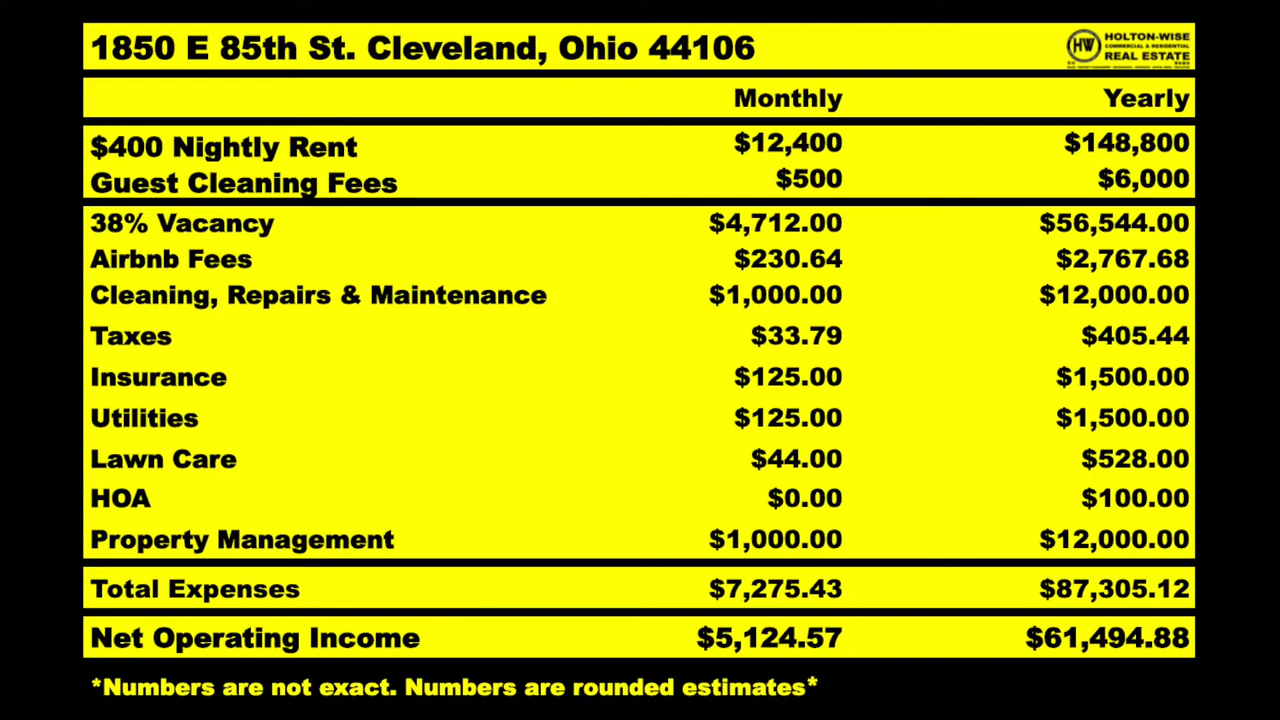 1850 E 85th St. Cleveland, Ohio 44106
HW
HOLTON-WISE
COMMERCIAL & RESIDENTIAL
REAL ESTATE
Monthly Yearly
$400 Nightly Rent $12,400 $148,800
Guest Cleaning Fees $500 $6,000
38% Vacancy $4,712.00 $56,544.00
Airbnb Fees $230.64 $2,767.68
Cleaning, Repairs & Maintenance $1,000.00 $12,000.00
Taxes $33.79 $405.44
Insurance $125.00 $1,500.00
Utilities $125.00 $1,500.00
Lawn Care $44.00 $528.00
HOA $0.00 $100.00
Property Management $1,000.00 $12,000.00
Total Expenses $7,275.43 $87,305.12
Net Operating Income $5,124.57 $61,494.88
*Numbers are not exact. Numbers are rounded estimates*